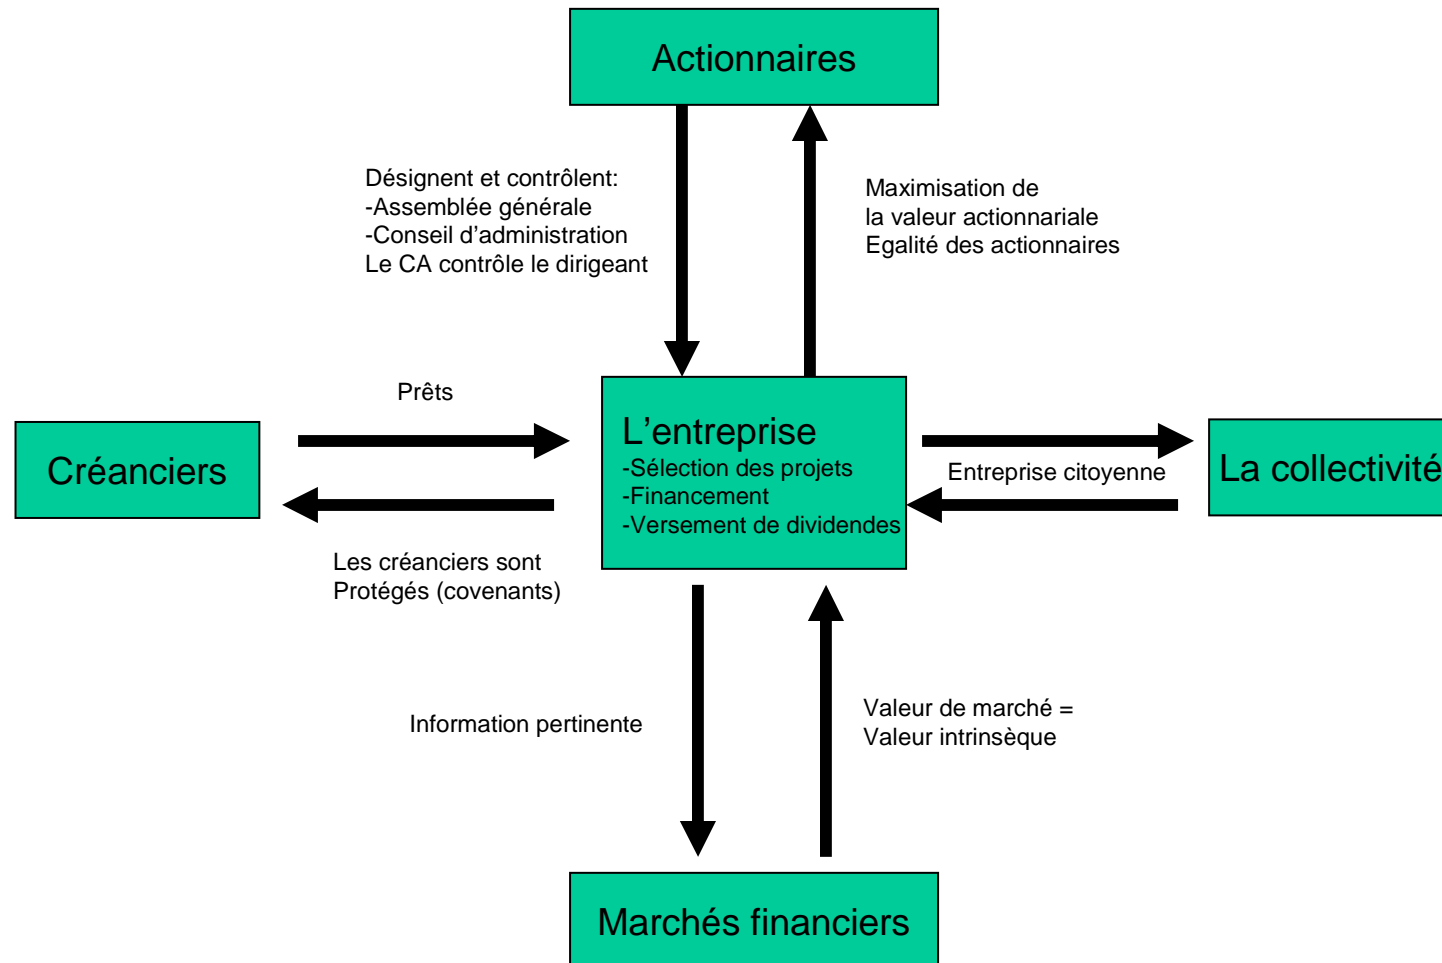 Actionnaires
Désignent et contrôlent:
-Assemblée générale
-Conseil d'administration
Le CA contrôle le dirigeant
Maximisation de
la valeur actionnariale
Egalité des actionnaires
Prêts
Créanciers
Les créanciers sont
Protégés (covenants)
L'entreprise
-Sélection des projets
-Financement
-Versement de dividendes
Entreprise citoyenne
La collectivité
Information pertinente
Valeur de marché =
Valeur intrinsèque
Marchés financiers